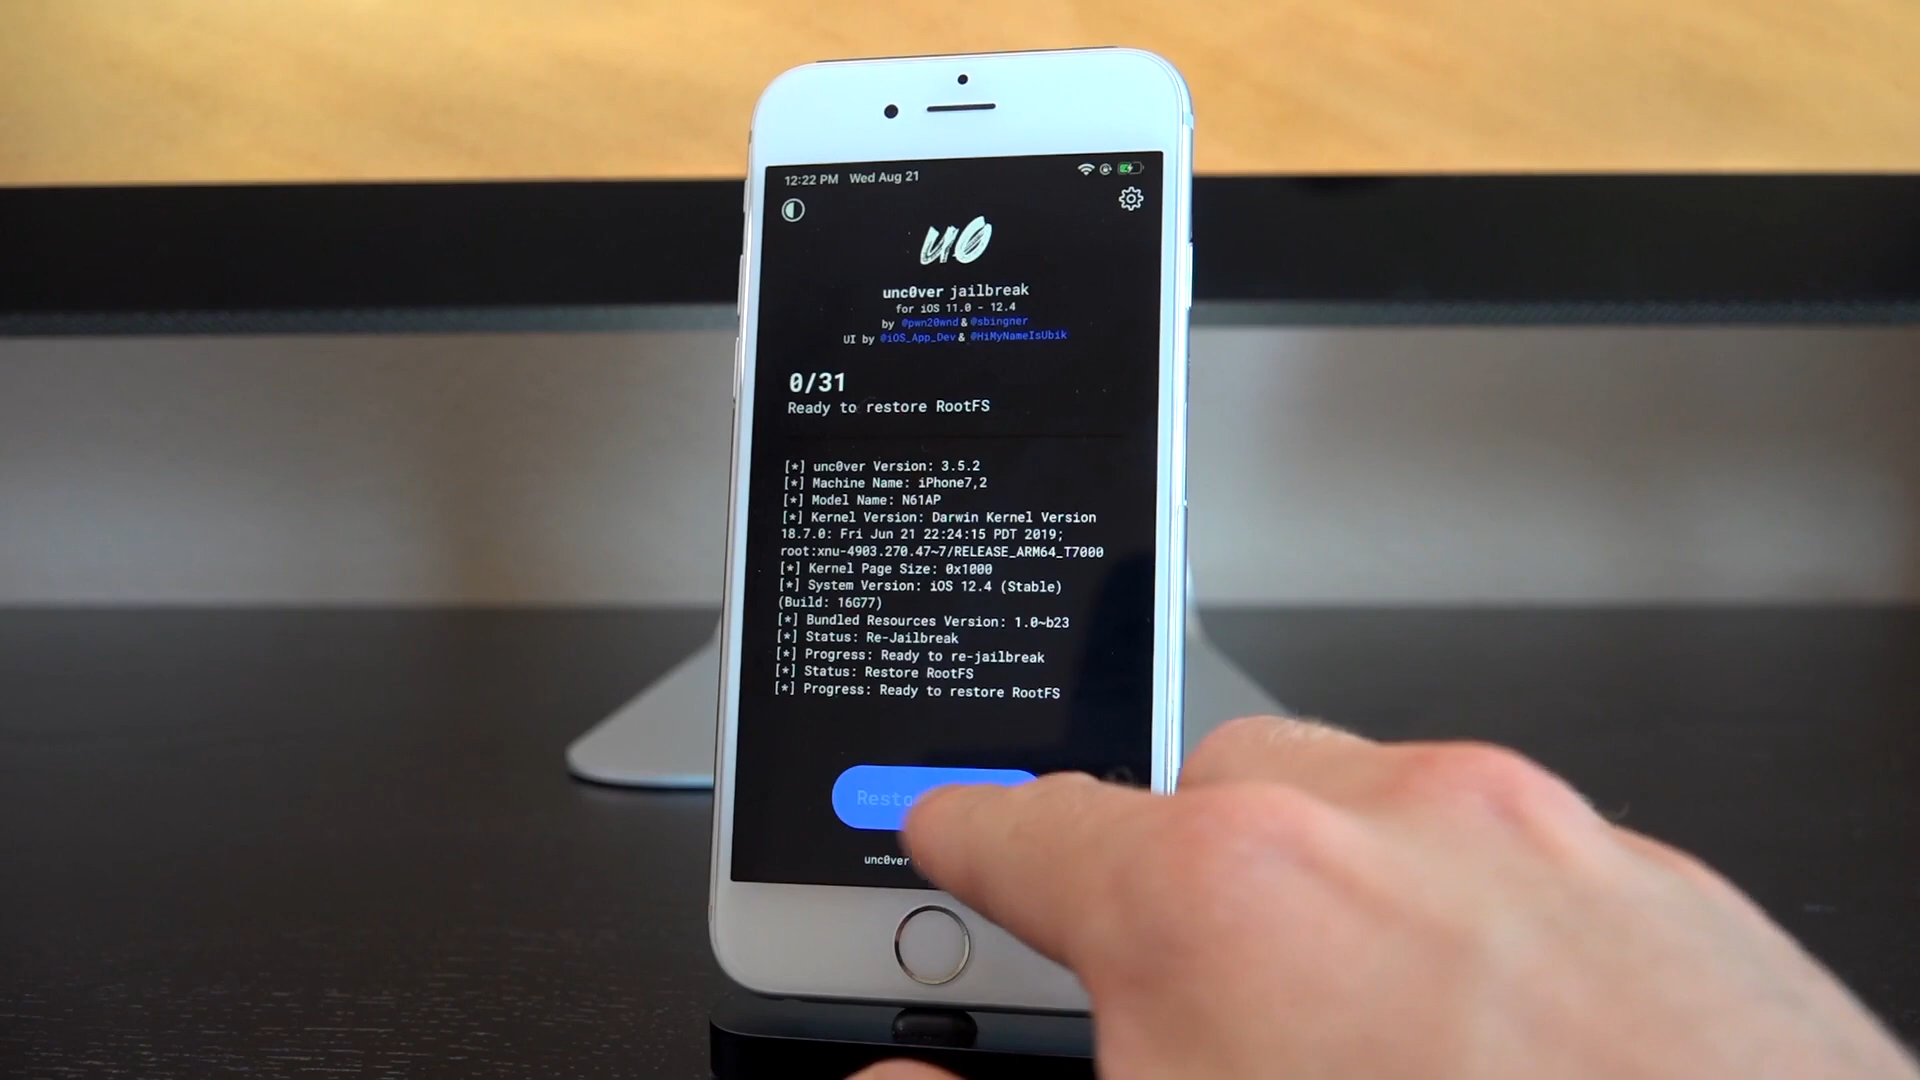 12:22 PM Wed Aug 21
u0
unc0ver jailbreak
for iOS 11.0 - 12.4
by @pwn20wnd & @sbingner
UI by @iOS_App_Dev & @HiMyNameIsUbik
0/31
Ready to restore RootFS
[*] unc0ver Version: 3.5.2
[*] Machine Name: iPhone7,2
[*] Model Name: N61AP
[*] Kernel Version: Darwin Kernel Version
18.7.0: Fri Jun 21 22:24:15 PDT 2019;
root:xnu-4903.270.47~7/RELEASE_ARM64_T7000
[*] Kernel Page Size: 0x1000
[*] System Version: iOS 12.4 (Stable)
(Build: 16G77)
[*] Bundled Resources Version: 1.0~b23
[*] Status: Re-Jailbreak
[*] Progress: Ready to re-jailbreak
[*] Status: Restore RootFS
[*] Progress: Ready to restore RootFS
unc0ver